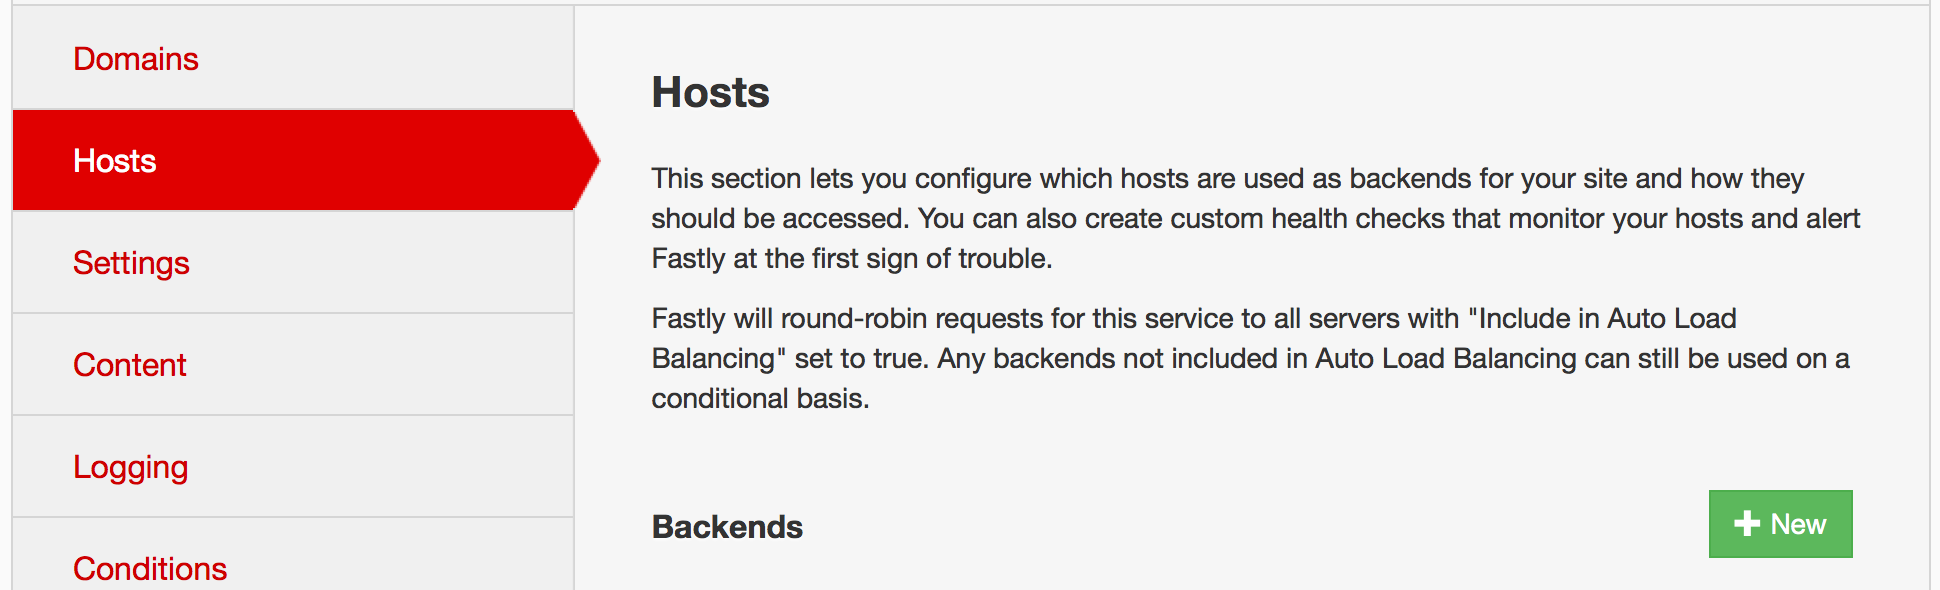 Domains
Hosts
Settings
Content
Logging
Conditions
Hosts
This section lets you configure which hosts are used as backends for your site and how they
should be accessed. You can also create custom health checks that monitor your hosts and alert
Fastly at the first sign of trouble.
Fastly will round-robin requests for this service to all servers with "Include in Auto Load
Balancing" set to true. Any backends not included in Auto Load Balancing can still be used on a
conditional basis.
Backends
New